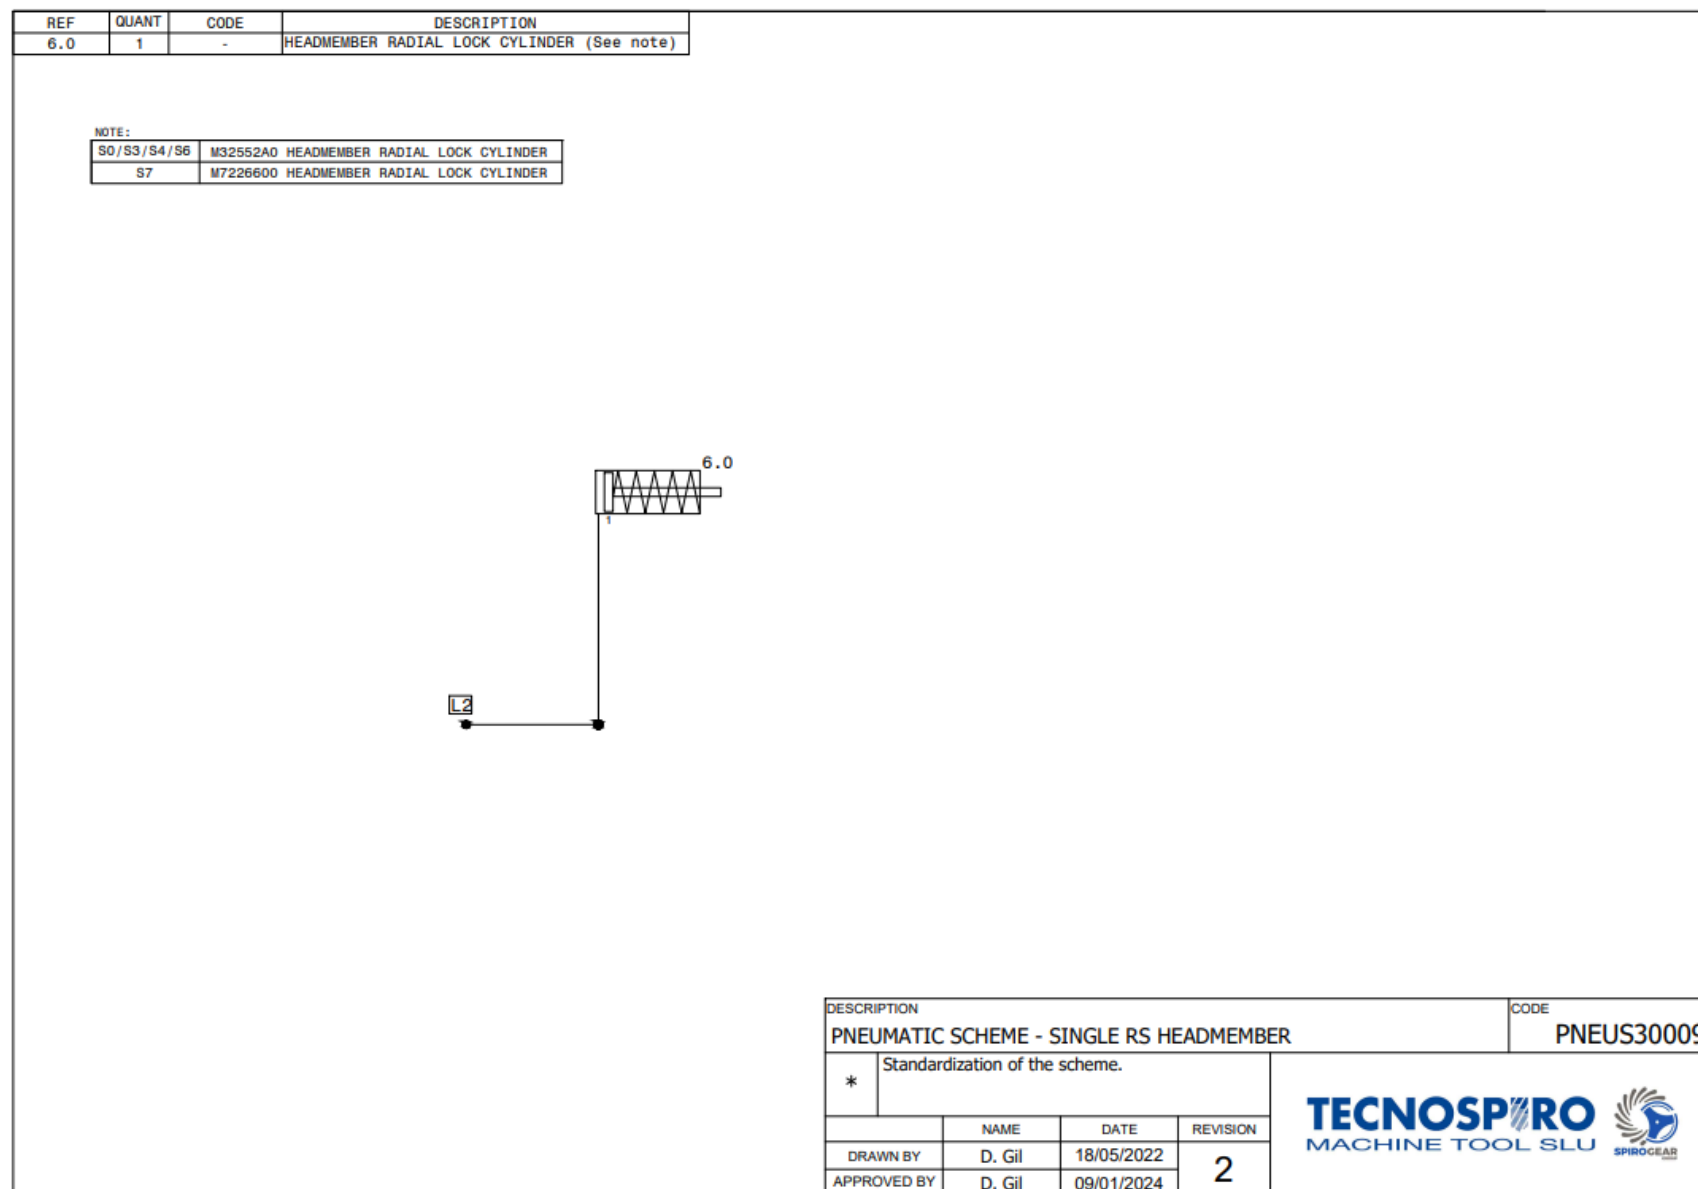 REF QUANT CODE DESCRIPTION
6.0 1 - HEADMEMBER RADIAL LOCK CYLINDER (See note)
NOTE:
S0/S3/S4/S6 M32552A0 HEADMEMBER RADIAL LOCK CYLINDER
S7 M7226600 HEADMEMBER RADIAL LOCK CYLINDER
6.0
1
L2
DESCRIPTION CODE
PNEUMATIC SCHEME - SINGLE RS HEADMEMBER PNEUS30009
* Standardization of the scheme.
NAME DATE REVISION
DRAWN BY D. Gil 18/05/2022 2
APPROVED BY D. Gil 09/01/2024
TECNOSPIRO
MACHINE TOOL SLU
SPIROGEAR